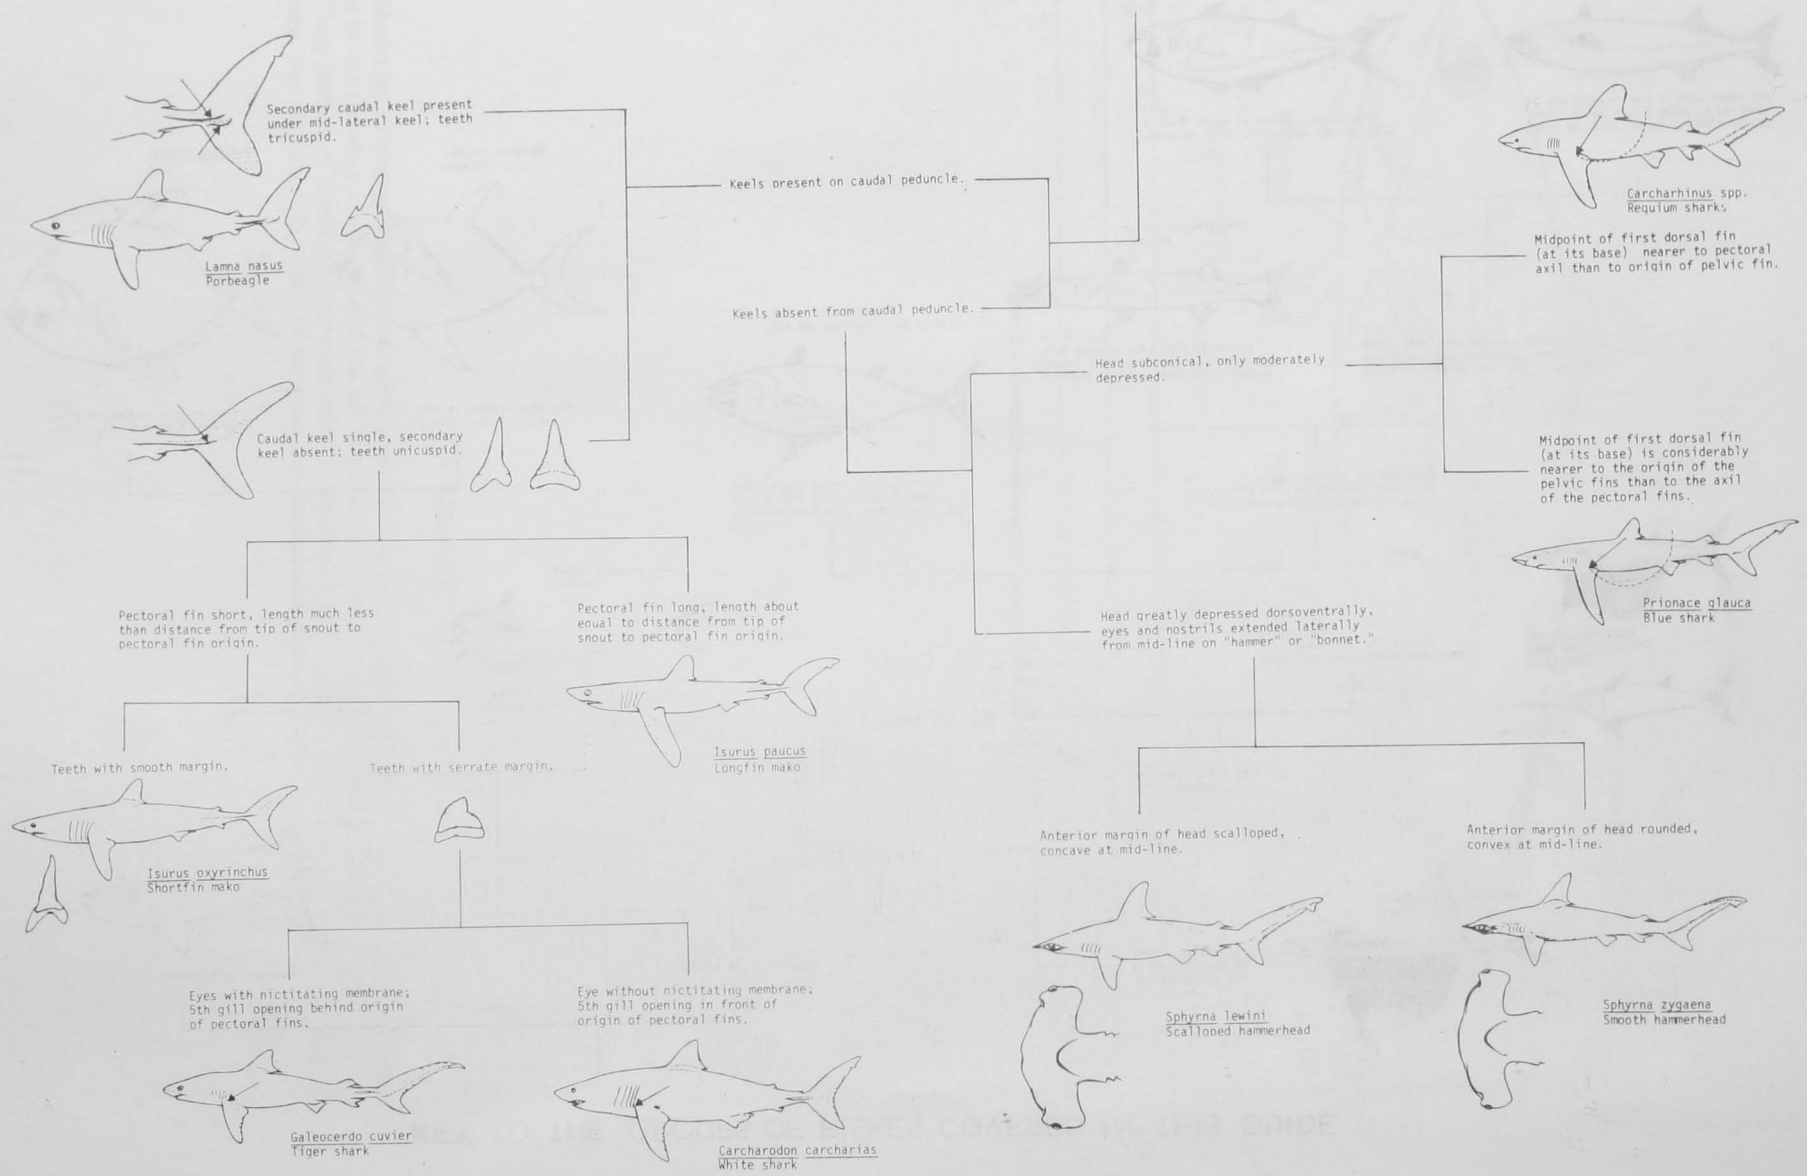 Secondary caudal keel present
under mid-lateral keel; teeth
tricuspid.
Lamna nasus
Porbeagle
Keels present on caudal peduncle.
Keels absent from caudal peduncle.
Carcharhinus spp.
Requium sharks
Midpoint of first dorsal fin
(at its base) nearer to pectoral
axil than to origin of pelvic fin.
Head subconical, only moderately
depressed.
Midpoint of first dorsal fin
(at its base) is considerably
nearer to the origin of the
pelvic fins than to the axil
of the pectoral fins.
Prionace glauca
Blue shark
Caudal keel single, secondary
keel absent; teeth unicuspid.
Pectoral fin short, length much less
than distance from tip of snout to
pectoral fin origin.
Pectoral fin long, length about
equal to distance from tip of
snout to pectoral fin origin.
Isurus paucus
Longfin mako
Head greatly depressed dorsoventrally,
eyes and nostrils extended laterally
from mid-line on "hammer" or "bonnet."
Teeth with smooth margin.
Isurus oxyrinchus
Shortfin mako
Teeth with serrate margin.
Eyes with nictitating membrane;
5th gill opening behind origin
of pectoral fins.
Galeocerdo cuvier
Tiger shark
Eye without nictitating membrane;
5th gill opening in front of
origin of pectoral fins.
Carcharodon carcharias
White shark
Anterior margin of head scalloped,
concave at mid-line.
Sphyrna lewini
Scalloped hammerhead
Anterior margin of head rounded,
convex at mid-line.
Sphyrna zygaena
Smooth hammerhead
KEY TO THE GROUPS OF FISHES COVERED IN THIS GUIDE